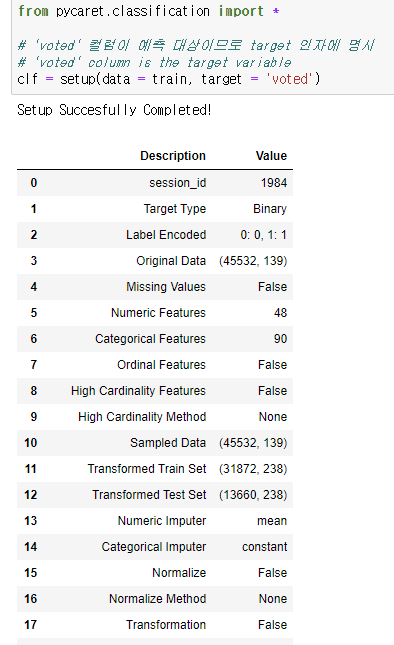 from pycaret.classification import *
# 'voted' 컬럼이 예측 대상이므로 target 인자에 명시
# 'voted' column is the target variable
clf = setup(data = train, target = 'voted')
Setup Succesfully Completed!
Description Value
0 session_id 1984
1 Target Type Binary
2 Label Encoded 0: 0, 1: 1
3 Original Data (45532, 139)
4 Missing Values False
5 Numeric Features 48
6 Categorical Features 90
7 Ordinal Features False
8 High Cardinality Features False
9 High Cardinality Method None
10 Sampled Data (45532, 139)
11 Transformed Train Set (31872, 238)
12 Transformed Test Set (13660, 238)
13 Numeric Imputer mean
14 Categorical Imputer constant
15 Normalize False
16 Normalize Method None
17 Transformation False